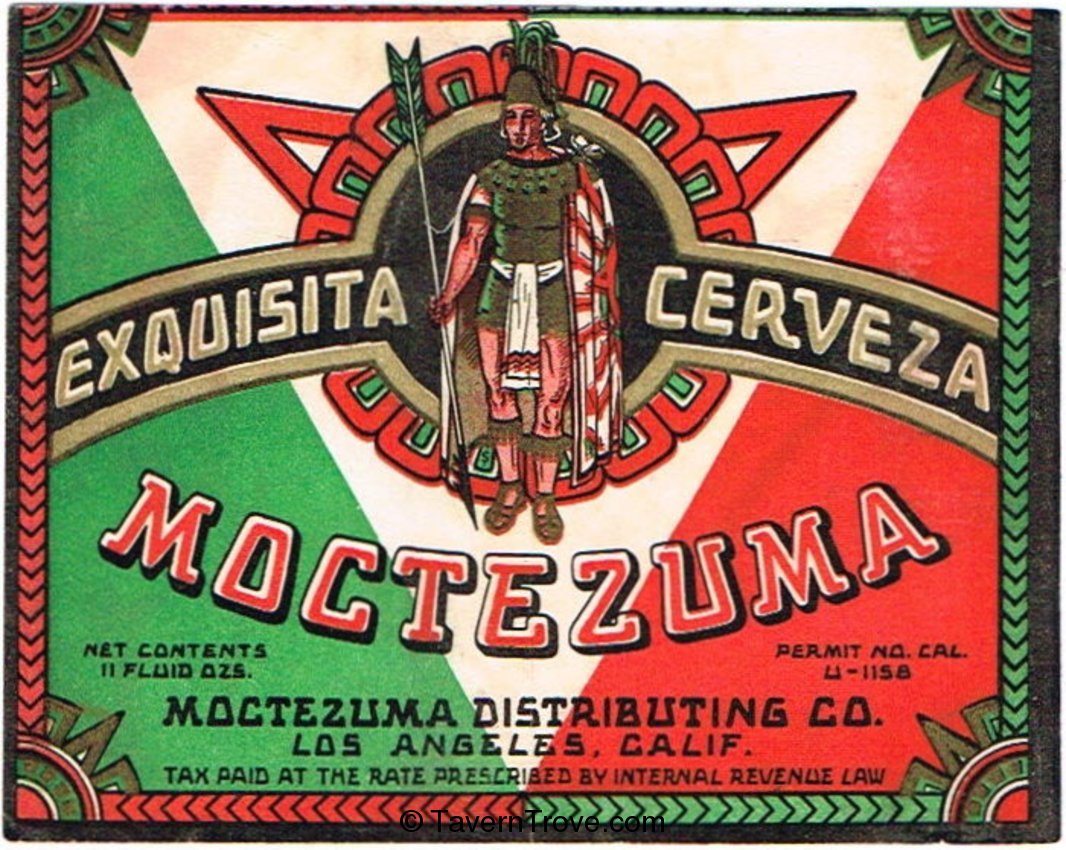 EXQUISITA CERVEZA
MOCTEZUMA
NET CONTENTS
11 FLUID OZS.
PERMIT NO. CAL.
U-1158
MOCTEZUMA DISTRIBUTING CO.
LOS ANGELES, CALIF.
TAX PAID AT THE RATE PRESCRIBED BY INTERNAL REVENUE LAW
© TavernTrove.com